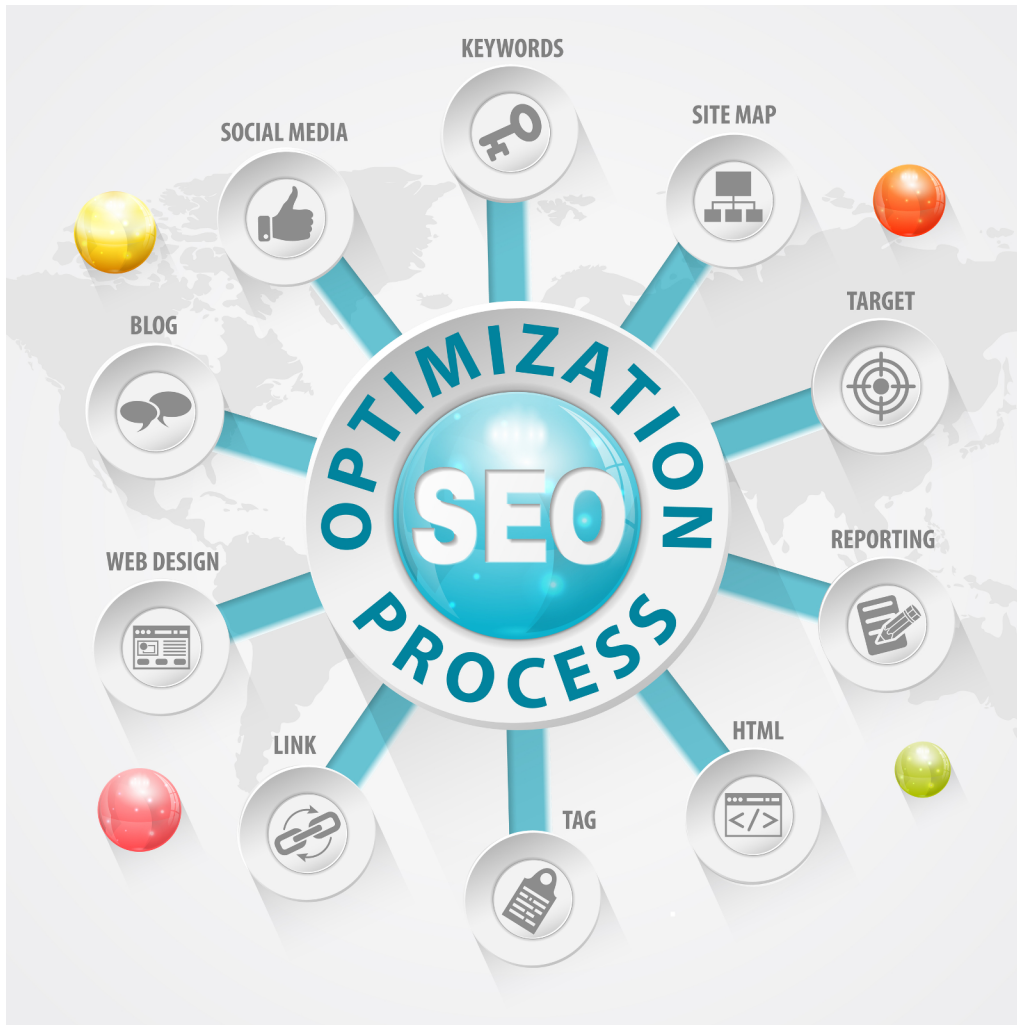 KEYWORDS
SITE MAP
SOCIAL MEDIA
TARGET
BLOG
OPTIMIZATION
SEO
PROCESS
REPORTING
WEB DESIGN
HTML
LINK
TAG
</>